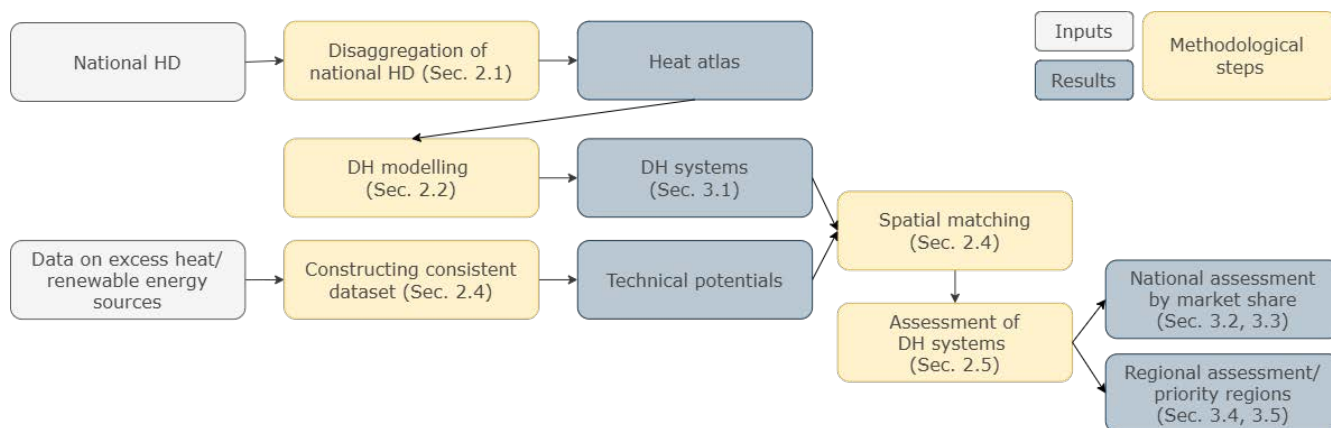 National HD
Disaggregation of
national HD (Sec. 2.1)
Heat atlas
Inputs
Results
Methodological
steps
DH modelling
(Sec. 2.2)
DH systems
(Sec. 3.1)
Spatial matching
(Sec. 2.4)
Data on excess heat/
renewable energy
sources
Constructing consistent
dataset (Sec. 2.4)
Technical potentials
Assessment of
DH systems
(Sec. 2.5)
National assessment
by market share
(Sec. 3.2, 3.3)
Regional assessment/
priority regions
(Sec. 3.4, 3.5)